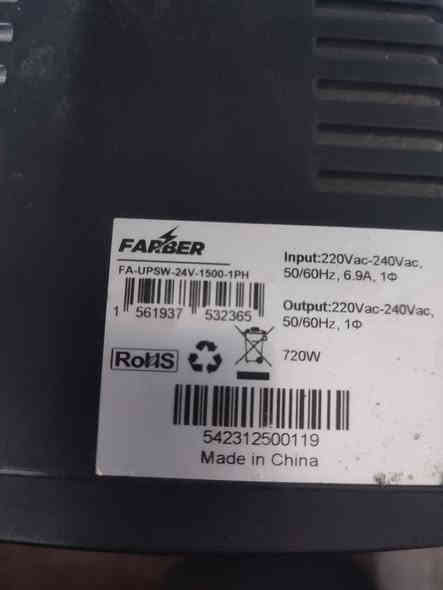 FARBER
FA-UPSW-24V-1500-1PH
1 561937 532365
RoHS
Input:220Vac-240Vac,
50/60Hz, 6.9A, 1Φ
Output:220Vac-240Vac,
50/60Hz, 1Φ
720W
542312500119
Made in China